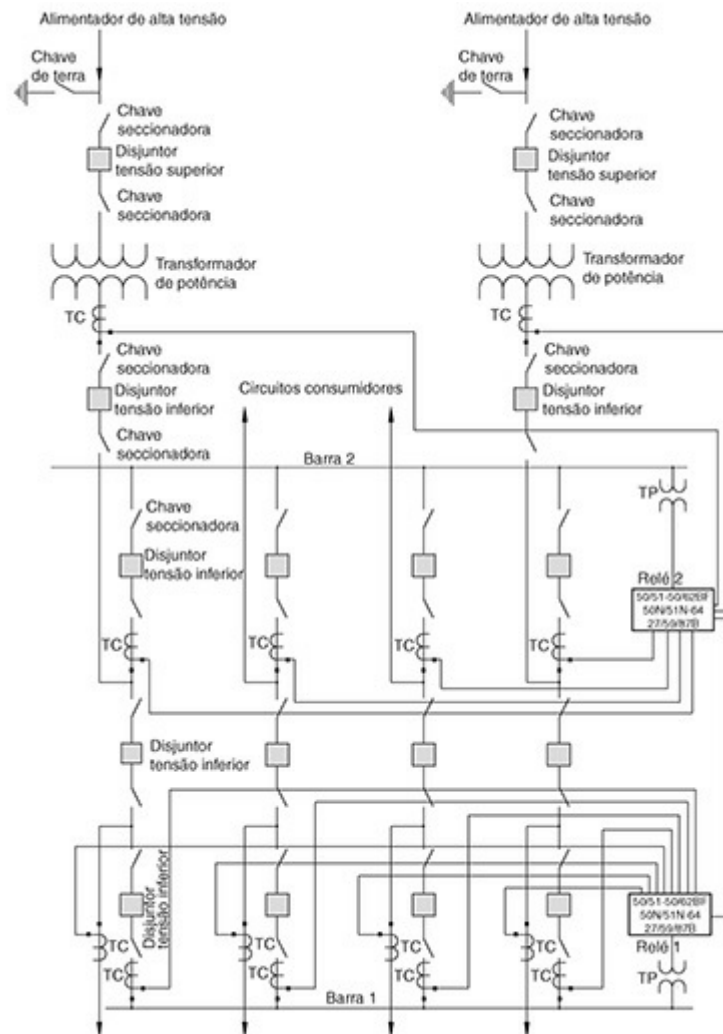 Alimentador de alta tensão
Alimentador de alta tensão
Chave
de terra
Chave
de terra
Chave
seccionadora
Chave
seccionadora
Disjuntor
tensão superior
Disjuntor
tensão superior
Chave
seccionadora
Chave
seccionadora
Transformador
de potência
Transformador
de potência
TC
TC
Chave
seccionadora
Chave
seccionadora
Disjuntor
tensão inferior
Circuitos consumidores
Disjuntor
tensão inferior
Chave
seccionadora
Barra 2
TP
Chave
seccionadora
Disjuntor
tensão inferior
Relé 2
50/51-50/62BF
50N/51N-64
27/59/87B
TC
TC
TC
TC
Disjuntor
tensão inferior
Disjuntor
tensão inferior
50/51-50/62BF
50N/51N-64
27/59/87B
Relé 1
TC
TC
TC
TC
TC
TC
TC
TC
TP
Barra 1